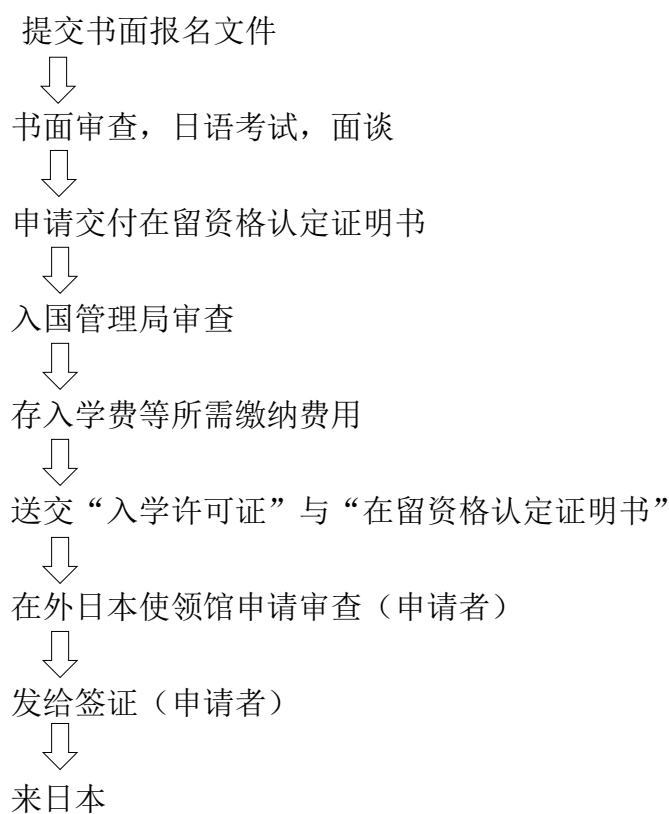 提交书面报名文件
书面审查，日语考试，面谈
申请交付在留资格认定证明书
入国管理局审查
存入学费等所需缴纳费用
送交“入学许可证”与“在留资格认定证明书”
在外日本使领馆申请审查（申请者）
发给签证（申请者）
来日本